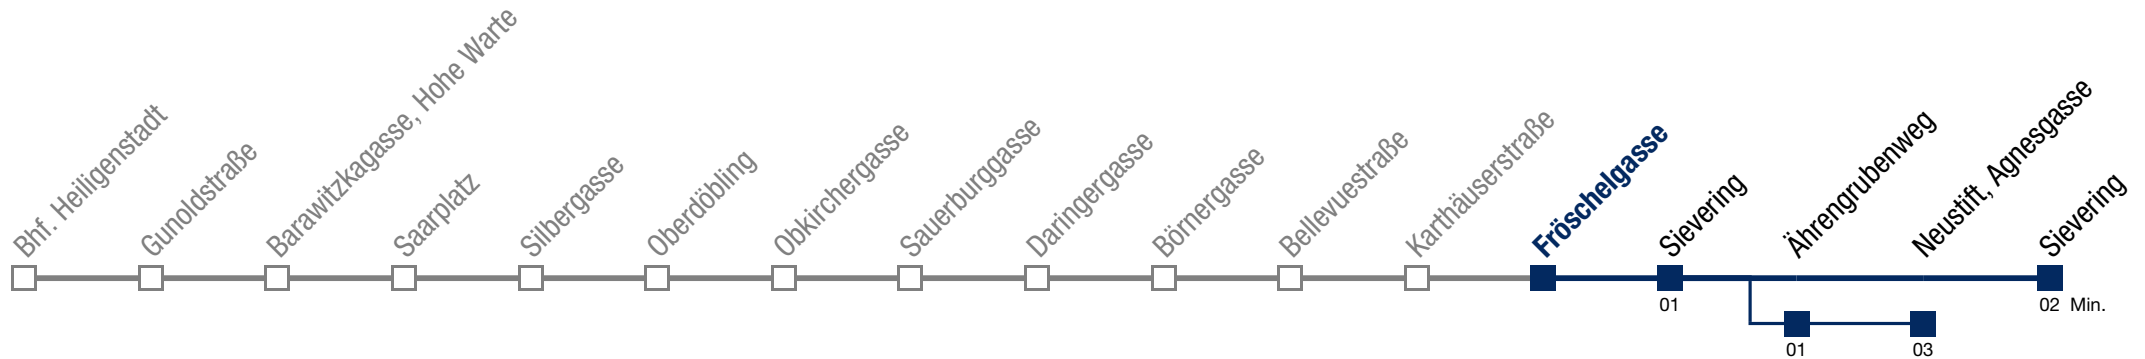 Bhf. Heiligenstadt
Gunoldstraße
Barawitzkagasse, Hohe Warte
Saarplatz
Silbergasse
Oberdöbling
Obkirchergasse
Sauerburggasse
Daringergasse
Börnergasse
Bellevuestraße
Karthäuserstraße
Fröschelgasse
Sievering
Ährengrubenweg
Neustift, Agnesgasse
Sievering
01
02 Min.
01
03